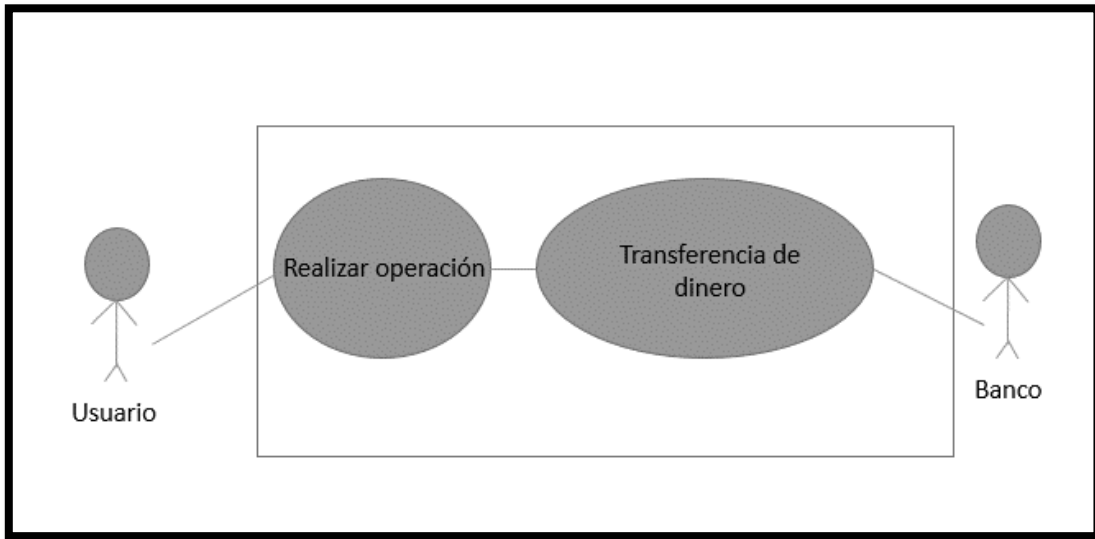 Realizar operación
Transferencia de
dinero
Usuario
Banco